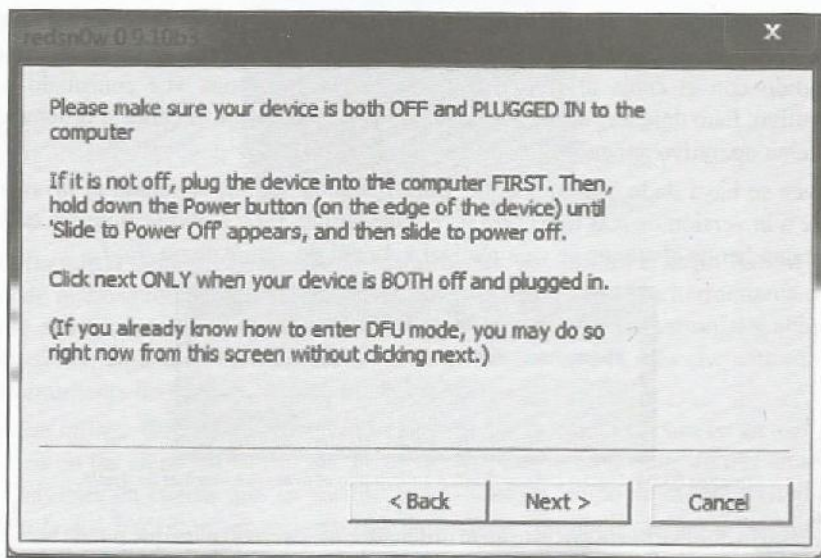 redsn0w 0.9.10b3
X
Please make sure your device is both OFF and PLUGGED IN to the
computer
If it is not off, plug the device into the computer FIRST. Then,
hold down the Power button (on the edge of the device) until
'Slide to Power Off' appears, and then slide to power off.
Click next ONLY when your device is BOTH off and plugged in.
(If you already know how to enter DFU mode, you may do so
right now from this screen without clicking next.)
< Back
Next >
Cancel